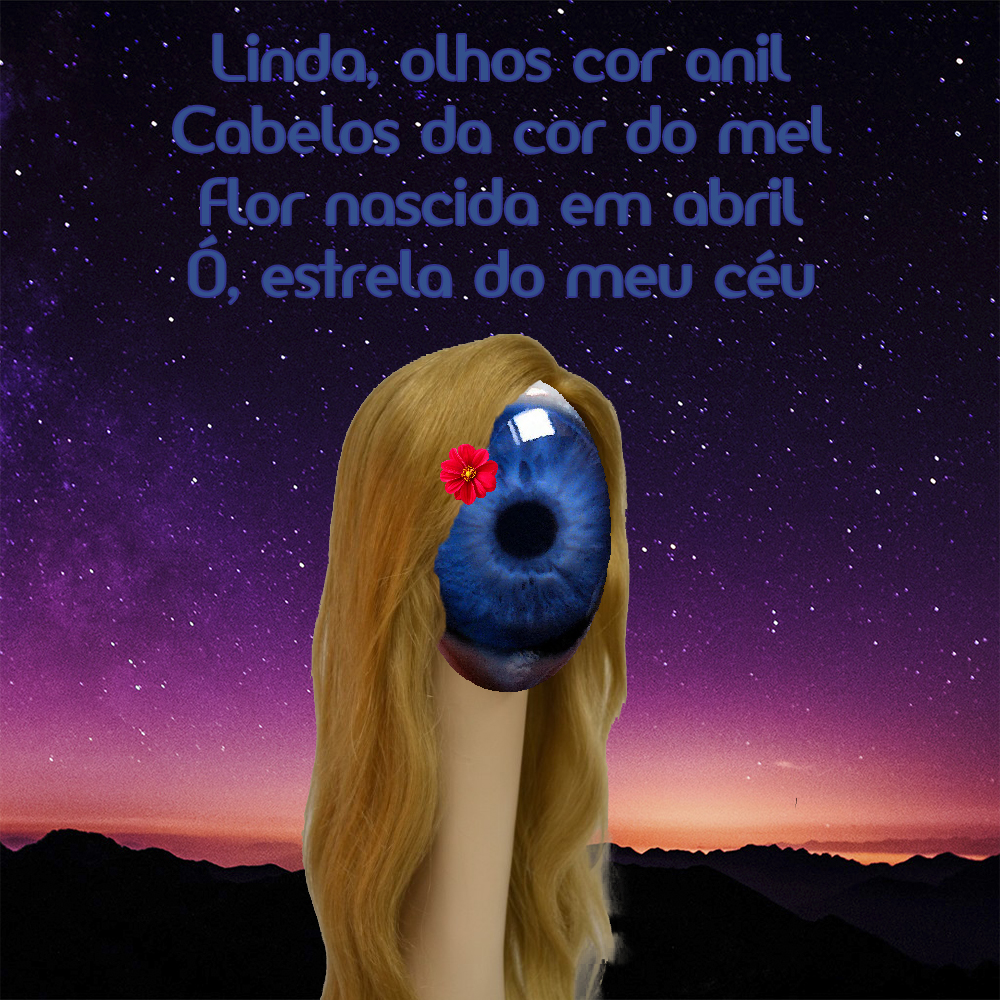 Linda, olhos cor anil
Cabelos da cor do mel
flor nascida em abril
Ó, estrela do meu céu